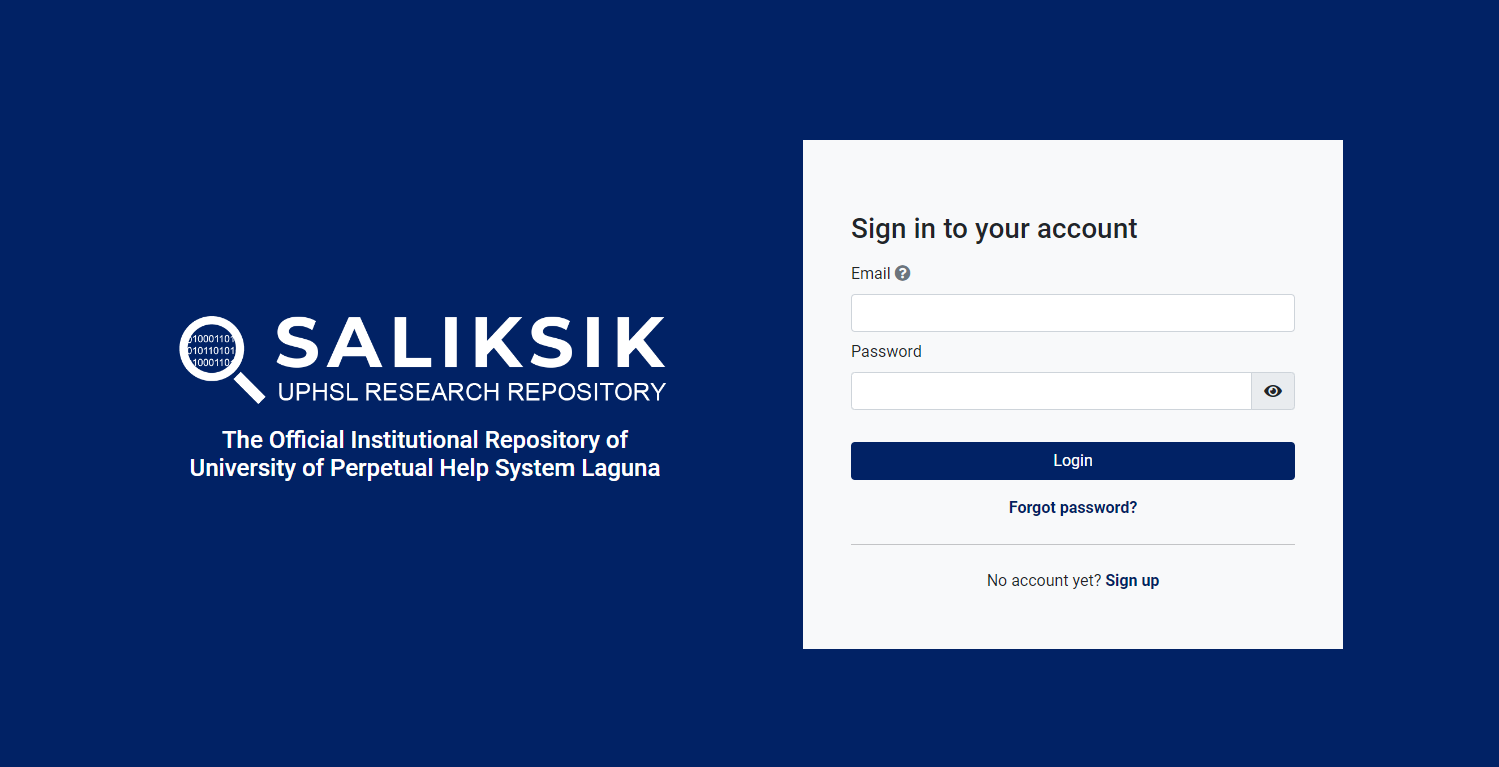 010001101
010110101
10001101
SALIKSIK
UPHSL RESEARCH REPOSITORY
The Official Institutional Repository of
University of Perpetual Help System Laguna
Sign in to your account
Email
Password
Login
Forgot password?
No account yet? Sign up